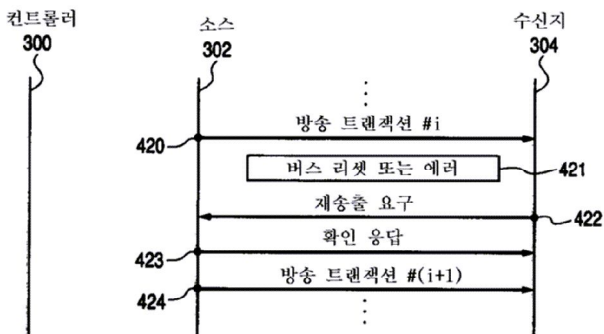 컨트롤러
300
소스
302
수신지
304
방송 트랜잭션 #i
420
버스 리셋 또는 에러
421
재송출 요구
422
확인 응답
423
방송 트랜잭션 #(i+1)
424